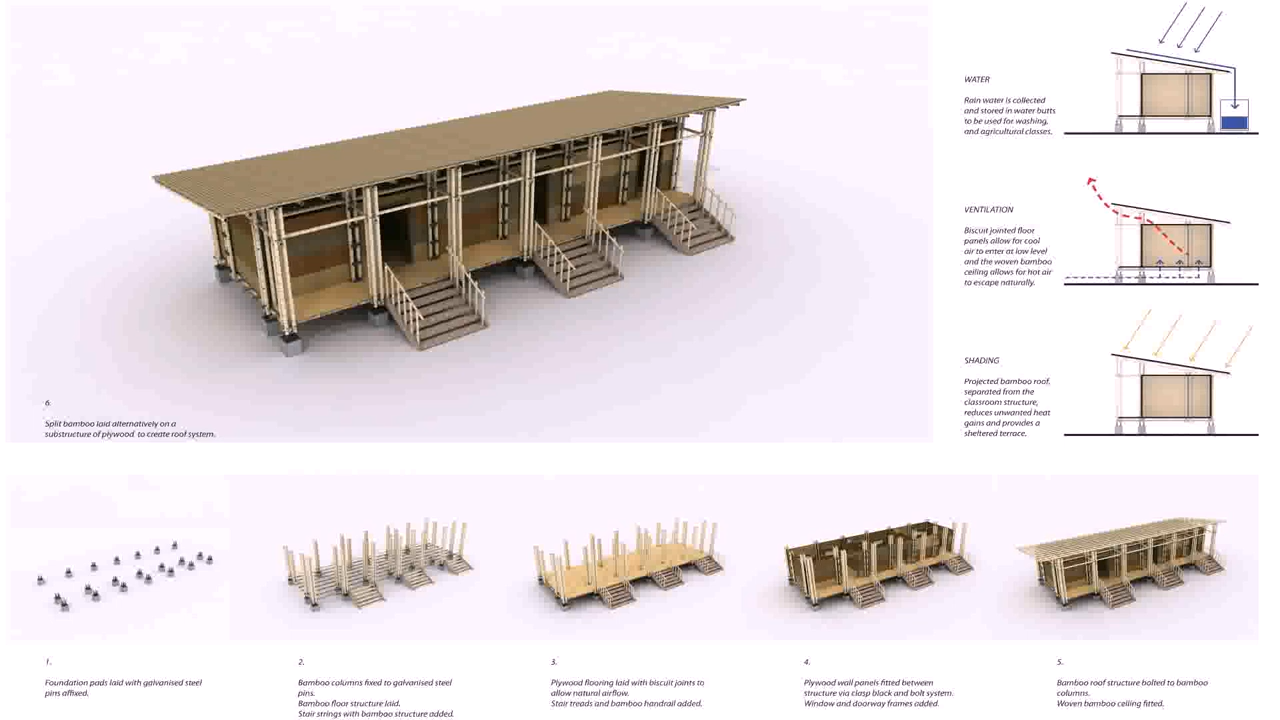 WATER
Rain water is collected
and stored in water butts
to be used for washing,
and agricultural classes.
VENTILATION
Biscuit jointed floor
panels allow for cool
air to enter at low level
and the woven bamboo
ceiling allows for hot air
to escape naturally.
SHADING
Projected bamboo roof,
separated from the
classroom structure,
reduces unwanted heat
gains and provides a
sheltered terrace.
6.
Split bamboo laid alternatively on a
substructure of plywood to create roof system.
1.
Foundation pads laid with galvanised steel
pins affixed.
2.
Bamboo columns fixed to galvanised steel
pins.
Bamboo floor structure laid.
Stair strings with bamboo structure added.
3.
Plywood flooring laid with biscuit joints to
allow natural airflow.
Stair treads and bamboo handrail added.
4.
Plywood wall panels fitted between
structure via clasp block and bolt system.
Window and doorway frames added.
5.
Bamboo roof structure bolted to bamboo
columns.
Woven bamboo ceiling fitted.